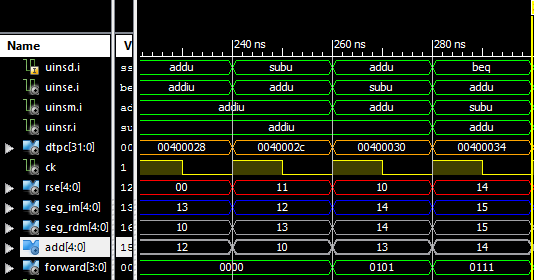 Name V
240 ns 260 ns 280 ns
uinsd.i addu subu addu beq
uinse.i be addiu addu subu addu
uinsm.i ad addiu addu subu
uinsr.i su addiu addu
dtpc[31:0] 00 00400028 0040002c 00400030 00400034
ck 1
rse[4:0] 12 00 11 10 14
seg_im[4:0] 13 13 12 14 15
seg_rdm[4:0] 16 10 13 14 15
add[4:0] 15 12 10 13 14
forward[3:0] 00 0000 0101 0111